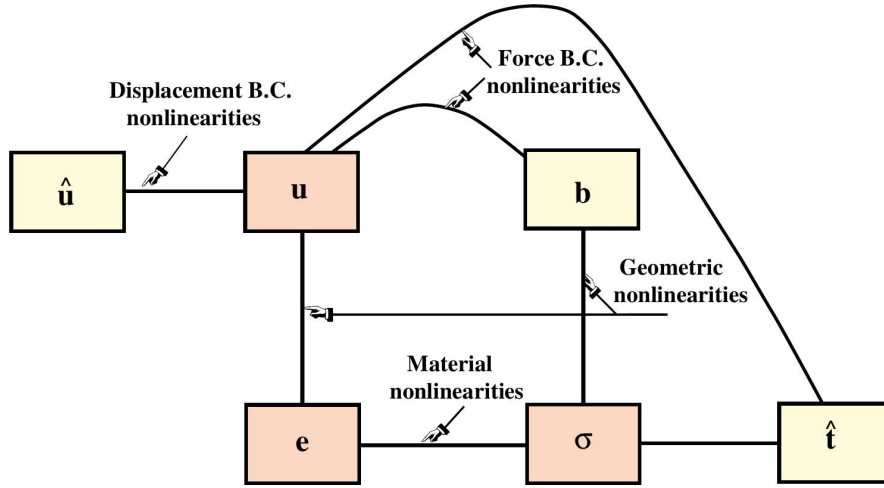 Force B.C.
nonlinearities
Displacement B.C.
nonlinearities
û
u
b
Geometric
nonlinearities
Material
nonlinearities
e
σ
t̂